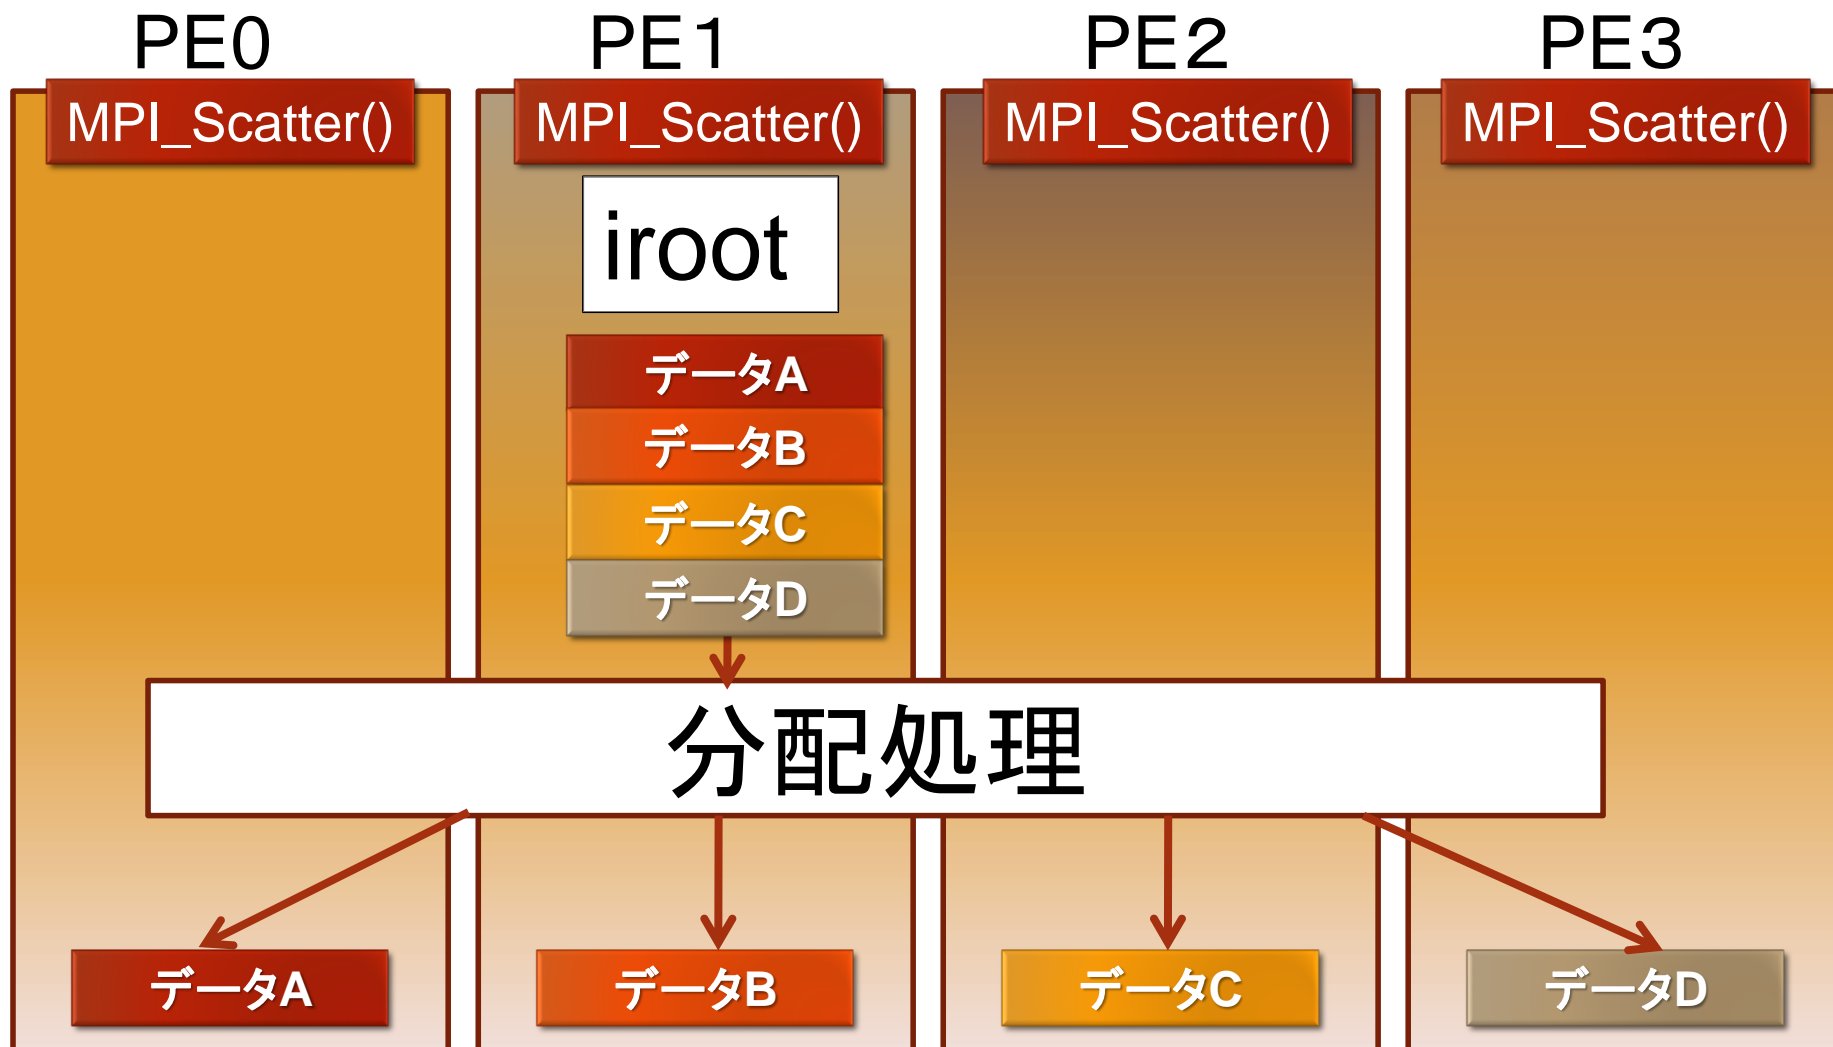 PE0
PE1
PE2
PE3
MPI_Scatter()
MPI_Scatter()
MPI_Scatter()
MPI_Scatter()
iroot
データA
データB
データC
データD
分配処理
データA
データB
データC
データD